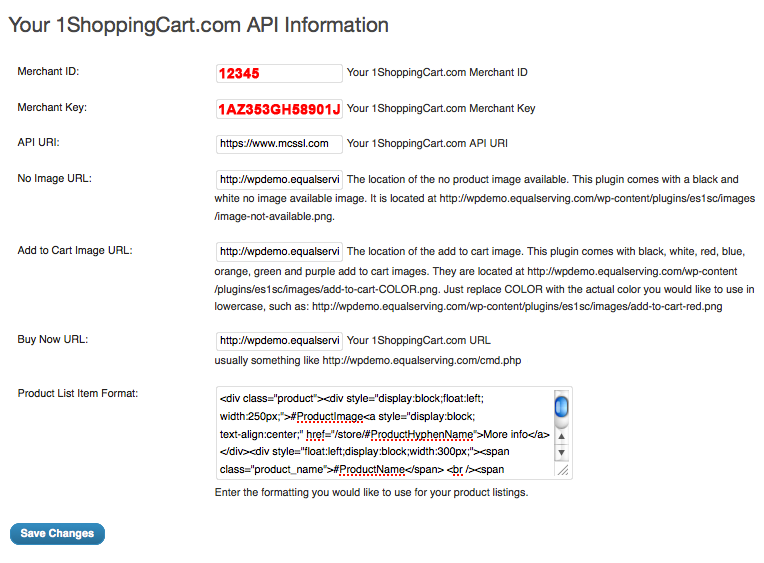 Your 1ShoppingCart.com API Information
Merchant ID:
12345 Your 1ShoppingCart.com Merchant ID
Merchant Key:
1AZ353GH58901J Your 1ShoppingCart.com Merchant Key
API URI:
https://www.mcssl.com Your 1ShoppingCart.com API URI
No Image URL:
http://wpdemo.equalservi The location of the no product image available. This plugin comes with a black and
white no image available image. It is located at http://wpdemo.equalserving.com/wp-content/plugins/es1sc/images
/image-not-available.png.
Add to Cart Image URL:
http://wpdemo.equalservi The location of the add to cart image. This plugin comes with black, white, red, blue,
orange, green and purple add to cart images. They are located at http://wpdemo.equalserving.com/wp-content
/plugins/es1sc/images/add-to-cart-COLOR.png. Just replace COLOR with the actual color you would like to use in
lowercase, such as: http://wpdemo.equalserving.com/wp-content/plugins/es1sc/images/add-to-cart-red.png
Buy Now URL:
http://wpdemo.equalservi Your 1ShoppingCart.com URL
usually something like http://wpdemo.equalserving.com/cmd.php
Product List Item Format:
<div class="product"><div style="display:block;float:left;
width:250px;">#ProductImage<a style="display:block;
text-align:center;" href="/store/#ProductHyphenName">More info</a>
</div><div style="float:left;display:block;width:300px;"><span
class="product_name">#ProductName</span> <br /><span
Enter the formatting you would like to use for your product listings.
Save Changes